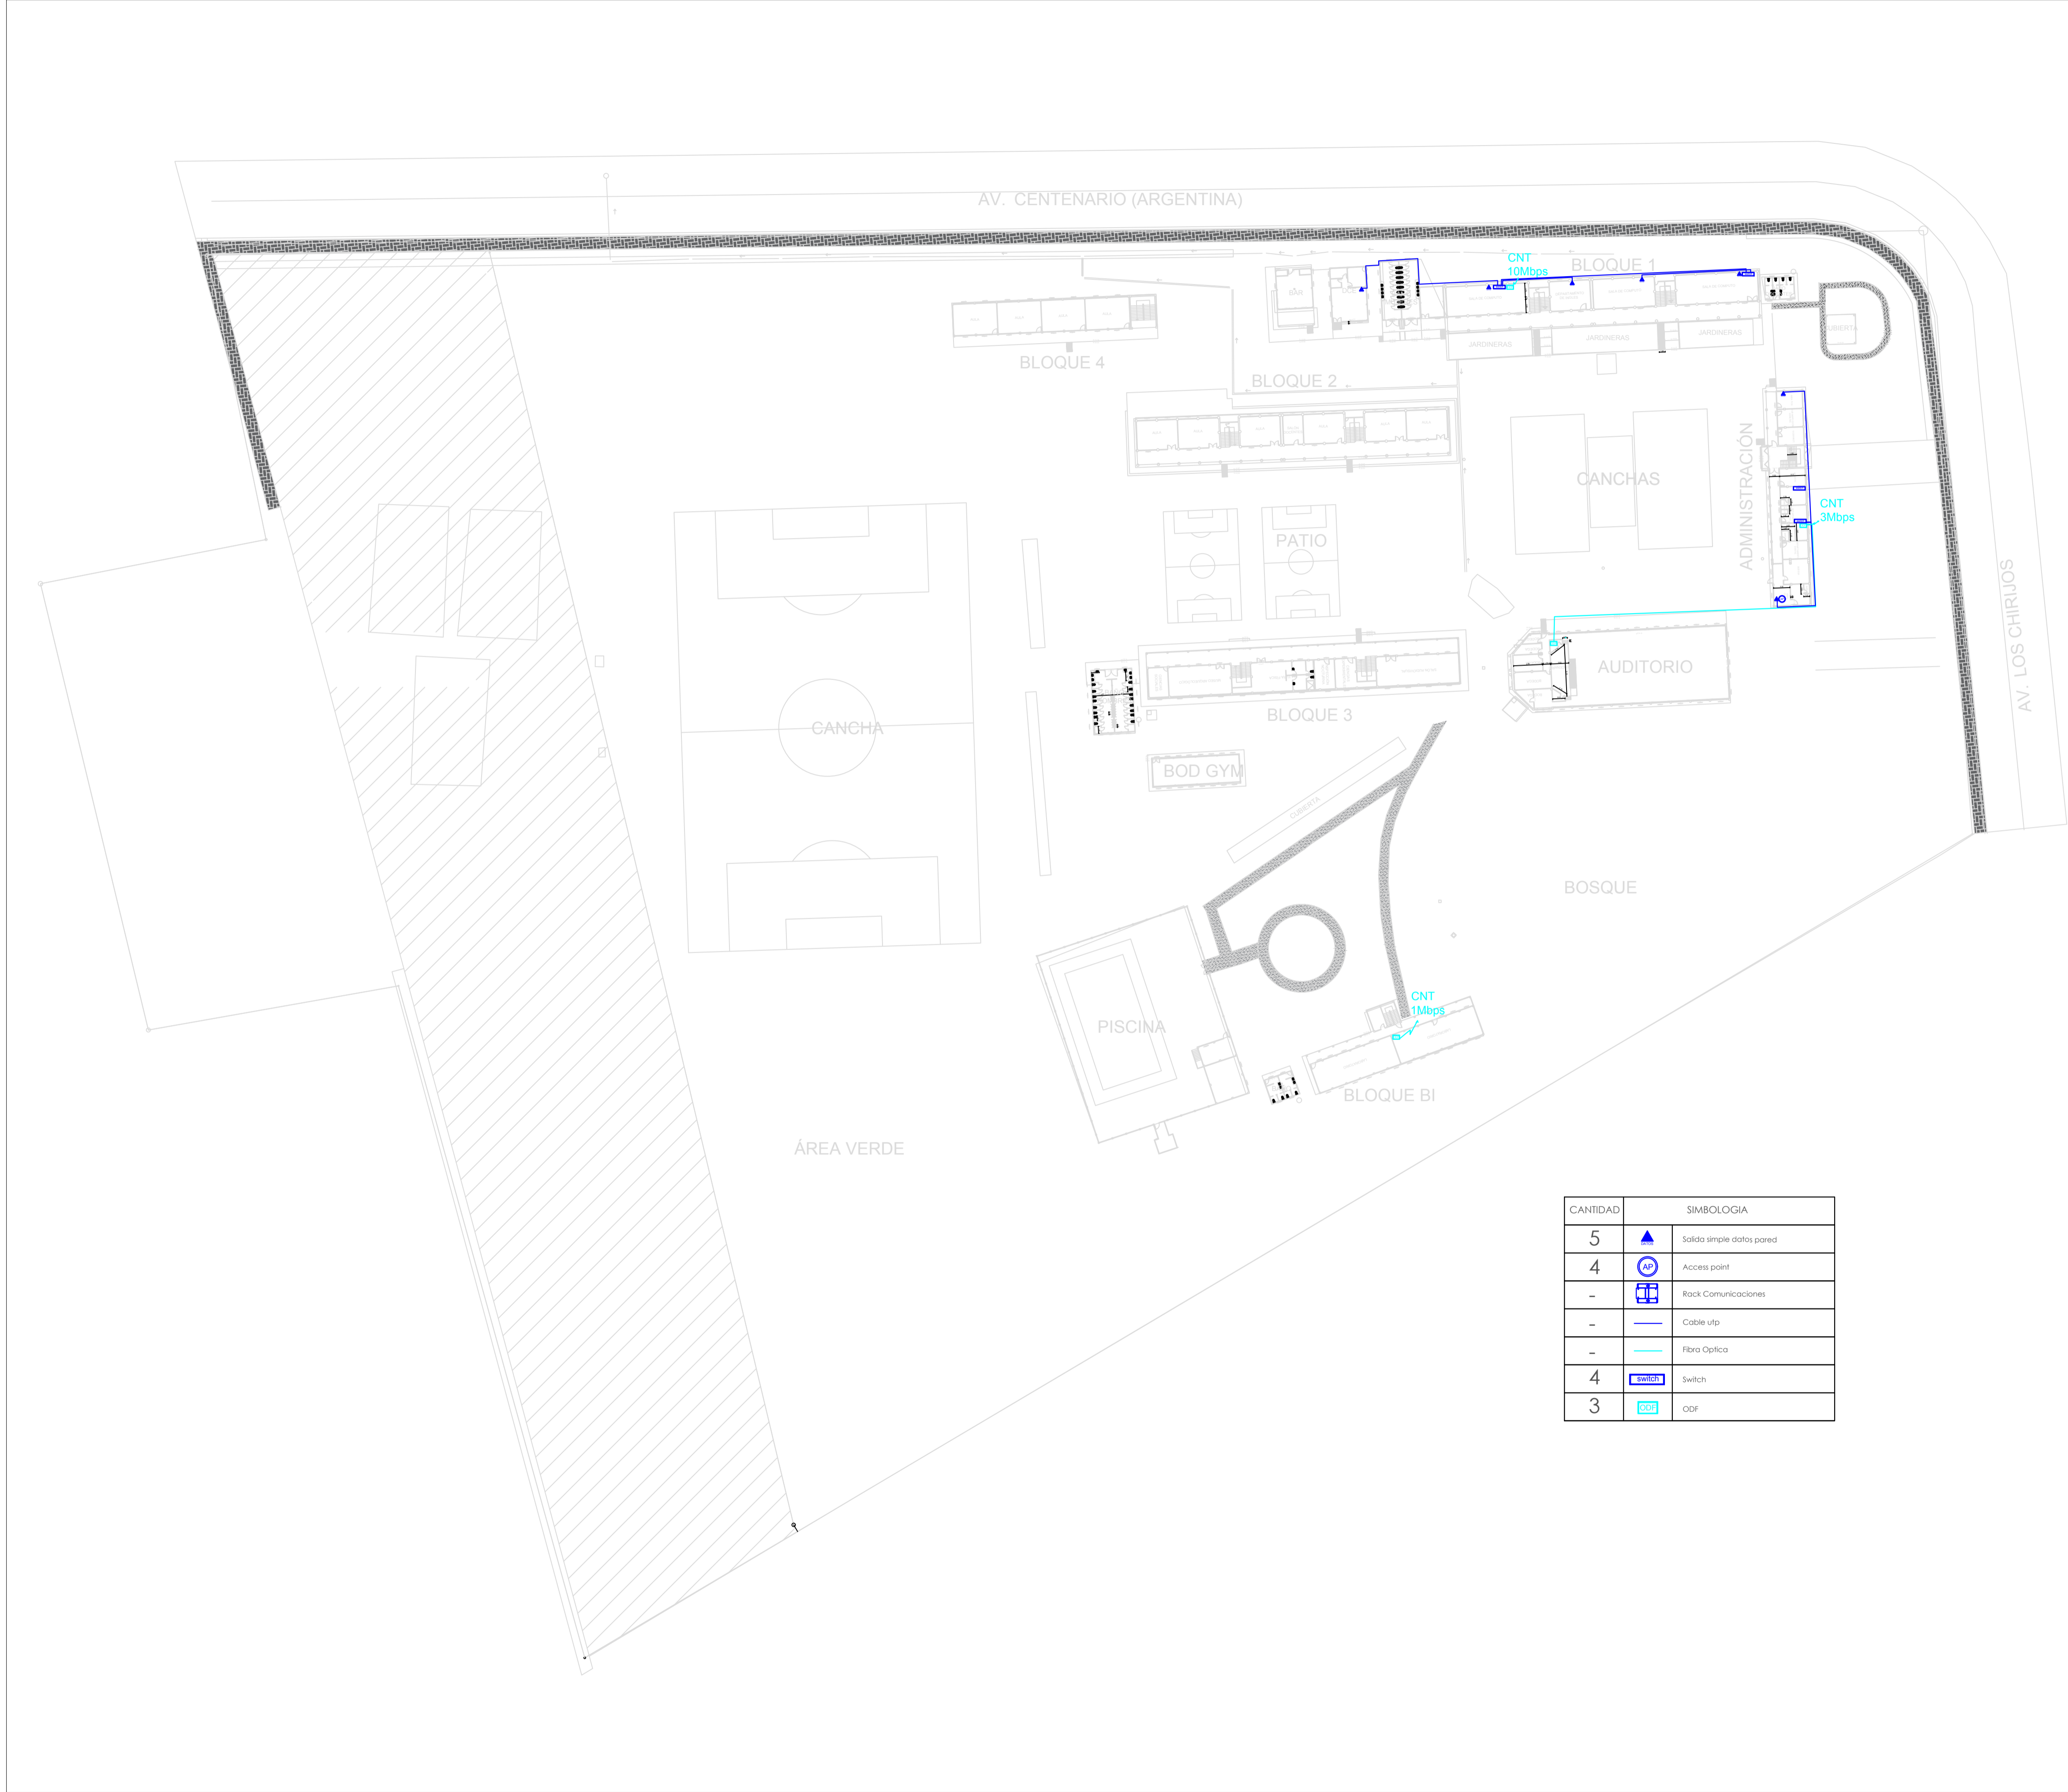 AV. CENTENARIO (ARGENTINA)
CNT
10Mbps
BLOQUE 1
BAR
JARDINERAS
JARDINERAS
JARDINERAS
BLOQUE 4
BLOQUE 2
CANCHAS
ADMINISTRACIÓN
CNT
3Mbps
PATIO
AV. LOS CHIRIJOS
AUDITORIO
CANCHA
BLOQUE 3
BOD GYM
CUBIERTA
BOSQUE
CNT
1Mbps
PISCINA
BLOQUE BI
ÁREA VERDE
CANTIDAD SIMBOLOGIA
5 Salida simple datos pared
4 AP Access point
- Rack Comunicaciones
- Cable utp
- Fibra Optica
4 switch Switch
3 ODF ODF